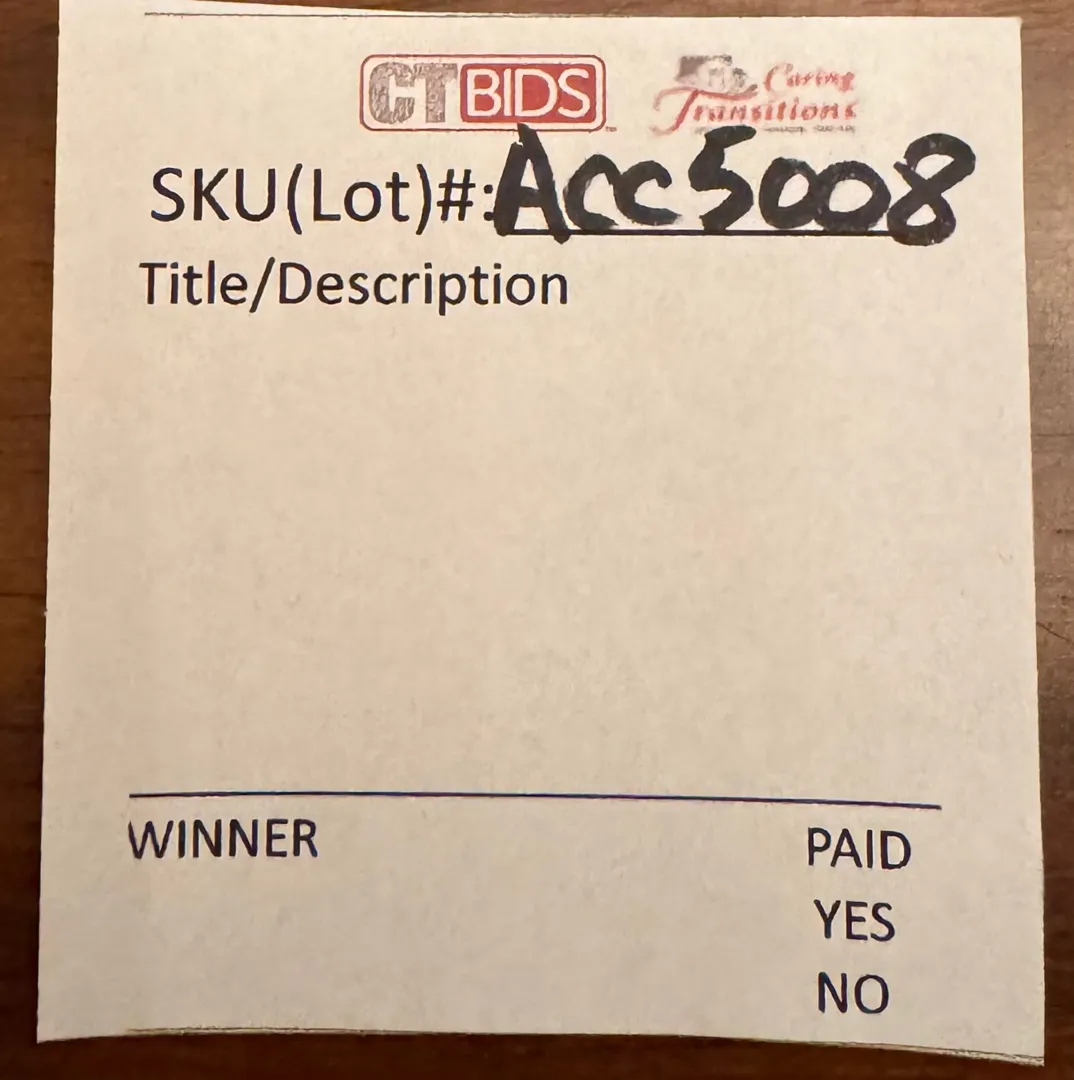 CTBIDS
Caring
Transitions
SKU(Lot)#:Acc5008
Title/Description
WINNER
PAID
YES
NO